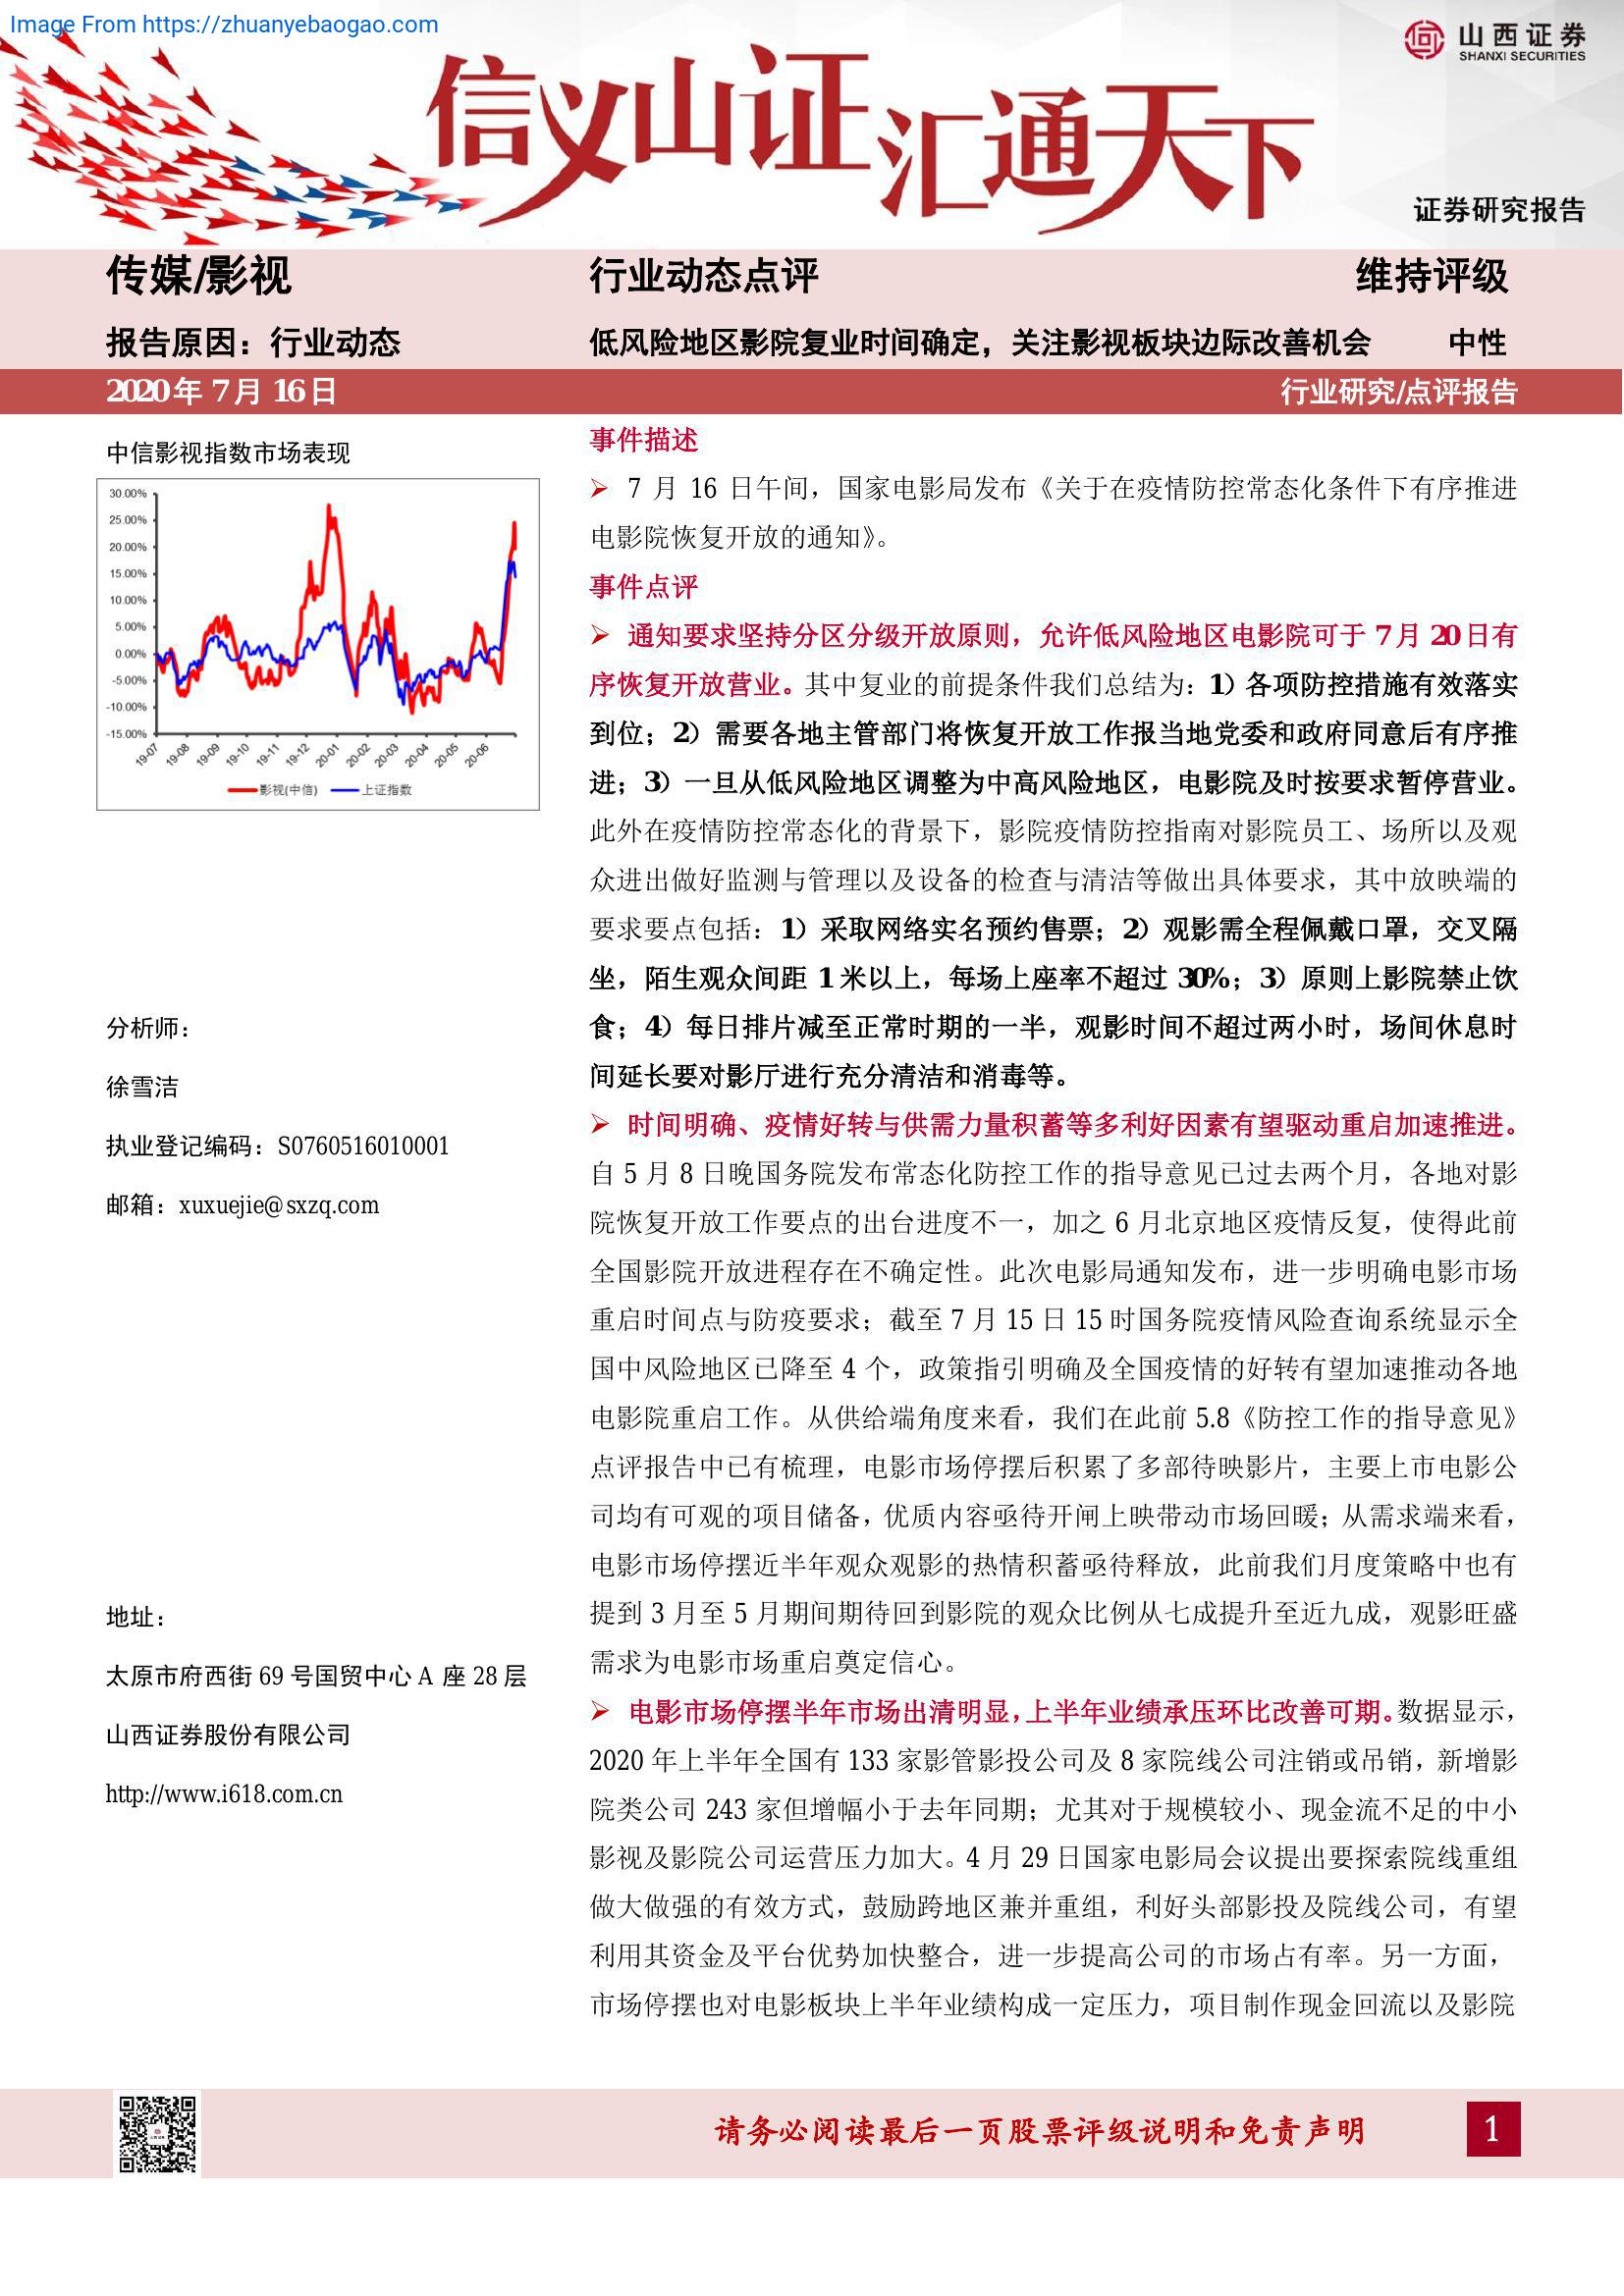 Image From https://zhuanyebaogao.com
山西证券
SHANXI SECURITIES
信义山证汇通天下
证券研究报告
传媒/影视
行业动态点评
维持评级
报告原因：行业动态
低风险地区影院复业时间确定，关注影视板块边际改善机会
中性
2020年 7月 16日
行业研究/点评报告
中信影视指数市场表现
30.00%
25.00%
20.00%
15.00%
10.00%
5.00%
0.00%
-5.00%
-10.00%
-15.00%
19-07
19-08
19-09
19-10
19-11
19-12
20-01
20-02
20-03
20-04
20-05
20-06
影视(中信)
上证指数
分析师：
徐雪洁
执业登记编码：S0760516010001
邮箱：xuxuejie@sxzq.com
地址：
太原市府西街 69 号国贸中心 A 座 28 层
山西证券股份有限公司
http://www.i618.com.cn
事件描述
➢ 7 月 16 日午间，国家电影局发布《关于在疫情防控常态化条件下有序推进
电影院恢复开放的通知》。
事件点评
➢ 通知要求坚持分区分级开放原则，允许低风险地区电影院可于 7月 20日有
序恢复开放营业。其中复业的前提条件我们总结为：1）各项防控措施有效落实
到位；2）需要各地主管部门将恢复开放工作报当地党委和政府同意后有序推
进；3）一旦从低风险地区调整为中高风险地区，电影院及时按要求暂停营业。
此外在疫情防控常态化的背景下，影院疫情防控指南对影院员工、场所以及观
众进出做好监测与管理以及设备的检查与清洁等做出具体要求，其中放映端的
要求要点包括：1）采取网络实名预约售票；2）观影需全程佩戴口罩，交叉隔
坐，陌生观众间距 1米以上，每场上座率不超过 30%；3）原则上影院禁止饮
食；4）每日排片减至正常时期的一半，观影时间不超过两小时，场间休息时
间延长要对影厅进行充分清洁和消毒等。
➢ 时间明确、疫情好转与供需力量积蓄等多利好因素有望驱动重启加速推进。
自 5 月 8 日晚国务院发布常态化防控工作的指导意见已过去两个月，各地对影
院恢复开放工作要点的出台进度不一，加之 6 月北京地区疫情反复，使得此前
全国影院开放进程存在不确定性。此次电影局通知发布，进一步明确电影市场
重启时间点与防疫要求；截至 7 月 15 日 15 时国务院疫情风险查询系统显示全
国中风险地区已降至 4 个，政策指引明确及全国疫情的好转有望加速推动各地
电影院重启工作。从供给端角度来看，我们在此前 5.8《防控工作的指导意见》
点评报告中已有梳理，电影市场停摆后积累了多部待映影片，主要上市电影公
司均有可观的项目储备，优质内容亟待开闸上映带动市场回暖；从需求端来看，
电影市场停摆近半年观众观影的热情积蓄亟待释放，此前我们月度策略中也有
提到 3 月至 5 月期间期待回到影院的观众比例从七成提升至近九成，观影旺盛
需求为电影市场重启奠定信心。
➢ 电影市场停摆半年市场出清明显，上半年业绩承压环比改善可期。数据显示，
2020 年上半年全国有 133 家影管影投公司及 8 家院线公司注销或吊销，新增影
院类公司 243 家但增幅小于去年同期；尤其对于规模较小、现金流不足的中小
影视及影院公司运营压力加大。4 月 29 日国家电影局会议提出要探索院线重组
做大做强的有效方式，鼓励跨地区兼并重组，利好头部影投及院线公司，有望
利用其资金及平台优势加快整合，进一步提高公司的市场占有率。另一方面，
市场停摆也对电影板块上半年业绩构成一定压力，项目制作现金回流以及影院
请务必阅读最后一页股票评级说明和免责声明
1